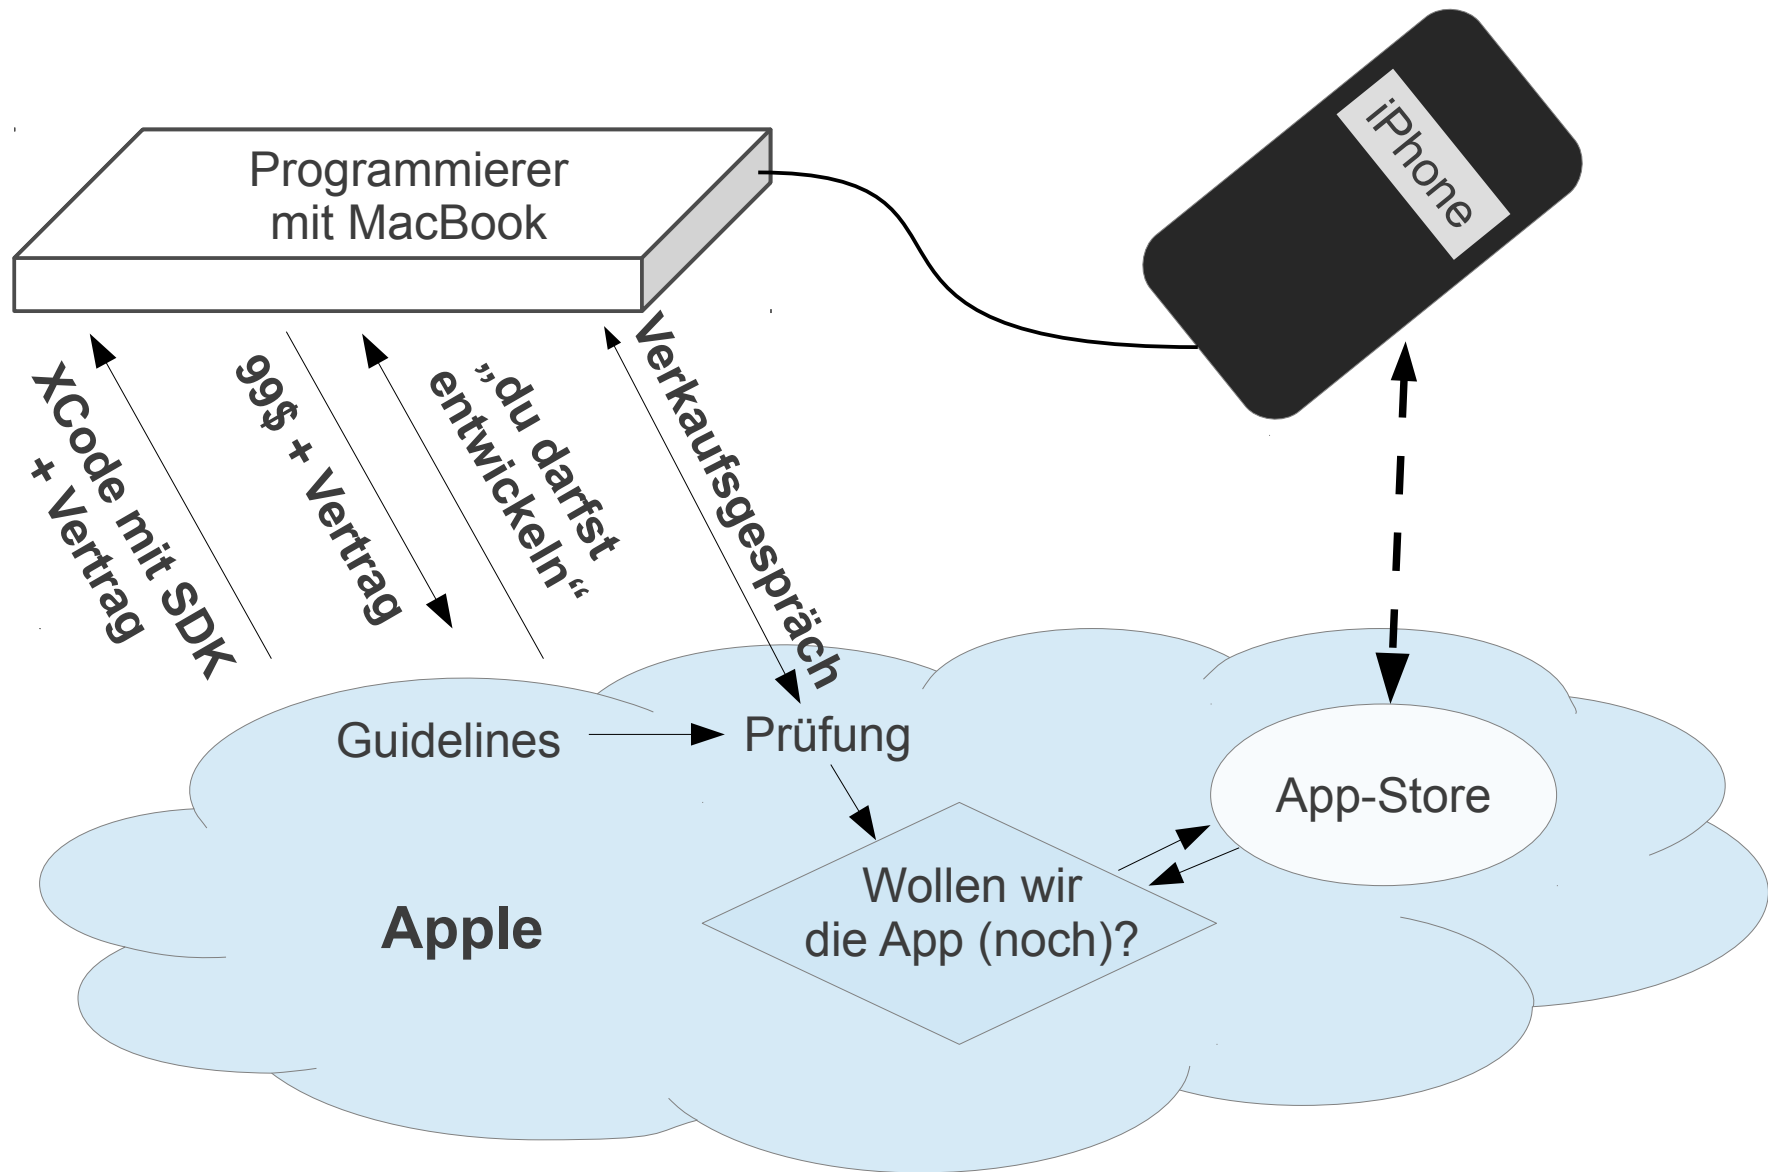 Programmierer
mit MacBook
iPhone
XCode mit SDK
+ Vertrag
99$ + Vertrag
„du darfst
entwickeln“
Verkaufsgespräch
Guidelines
Prüfung
App-Store
Apple
Wollen wir
die App (noch)?